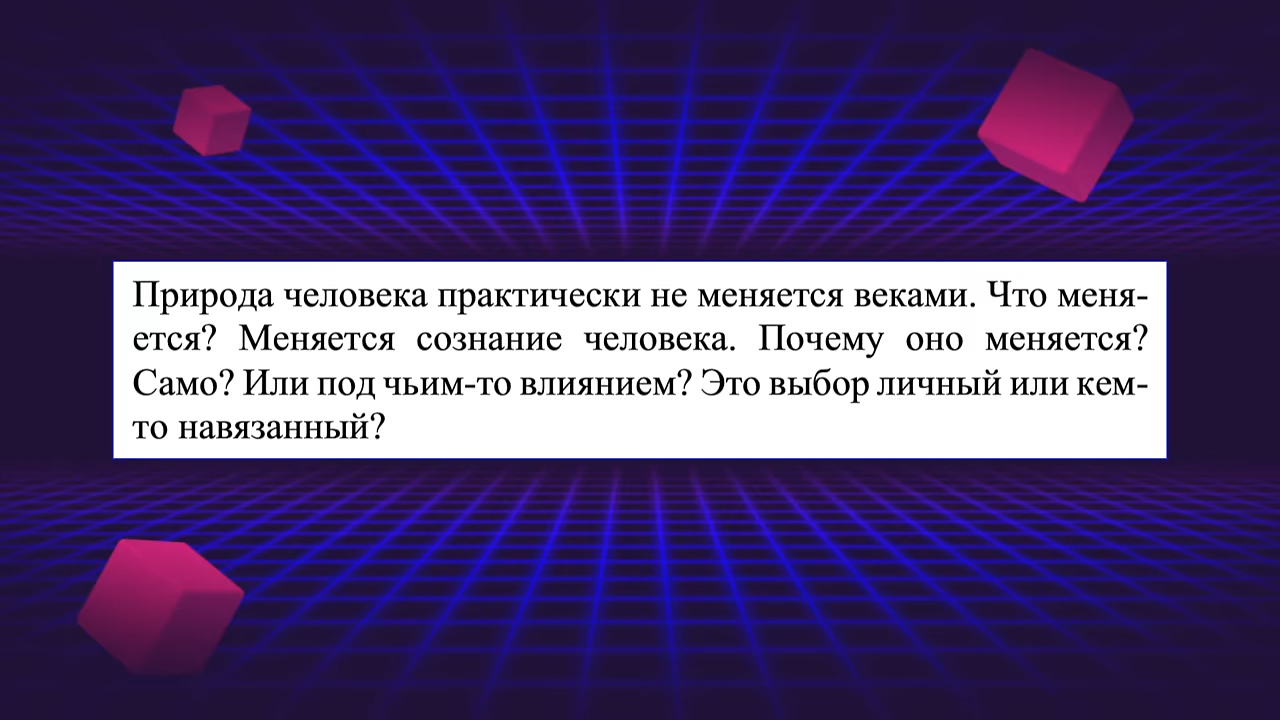 Природа человека практически не меняется веками. Что меня-
ется? Меняется сознание человека. Почему оно меняется?
Само? Или под чьим-то влиянием? Это выбор личный или кем-
то навязанный?